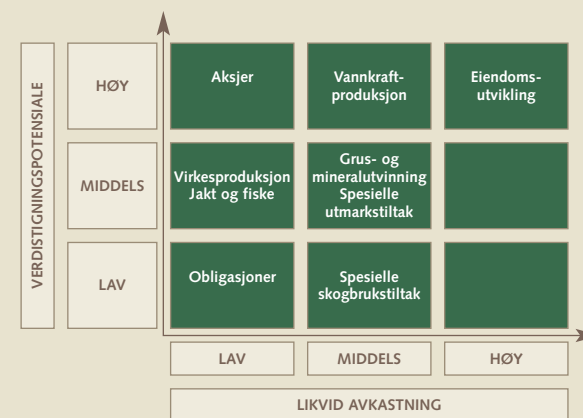 VERDISTIGNINGSPOTENSIALE
HØY
Aksjer
Vannkraft-
produksjon
Eiendoms-
utvikling
MIDDELS
Virkesproduksjon
Jakt og fiske
Grus- og
mineralutvinning
Spesielle
utmarkstiltak
LAV
Obligasjoner
Spesielle
skogbrukstiltak
LAV
MIDDELS
HØY
LIKVID AVKASTNING